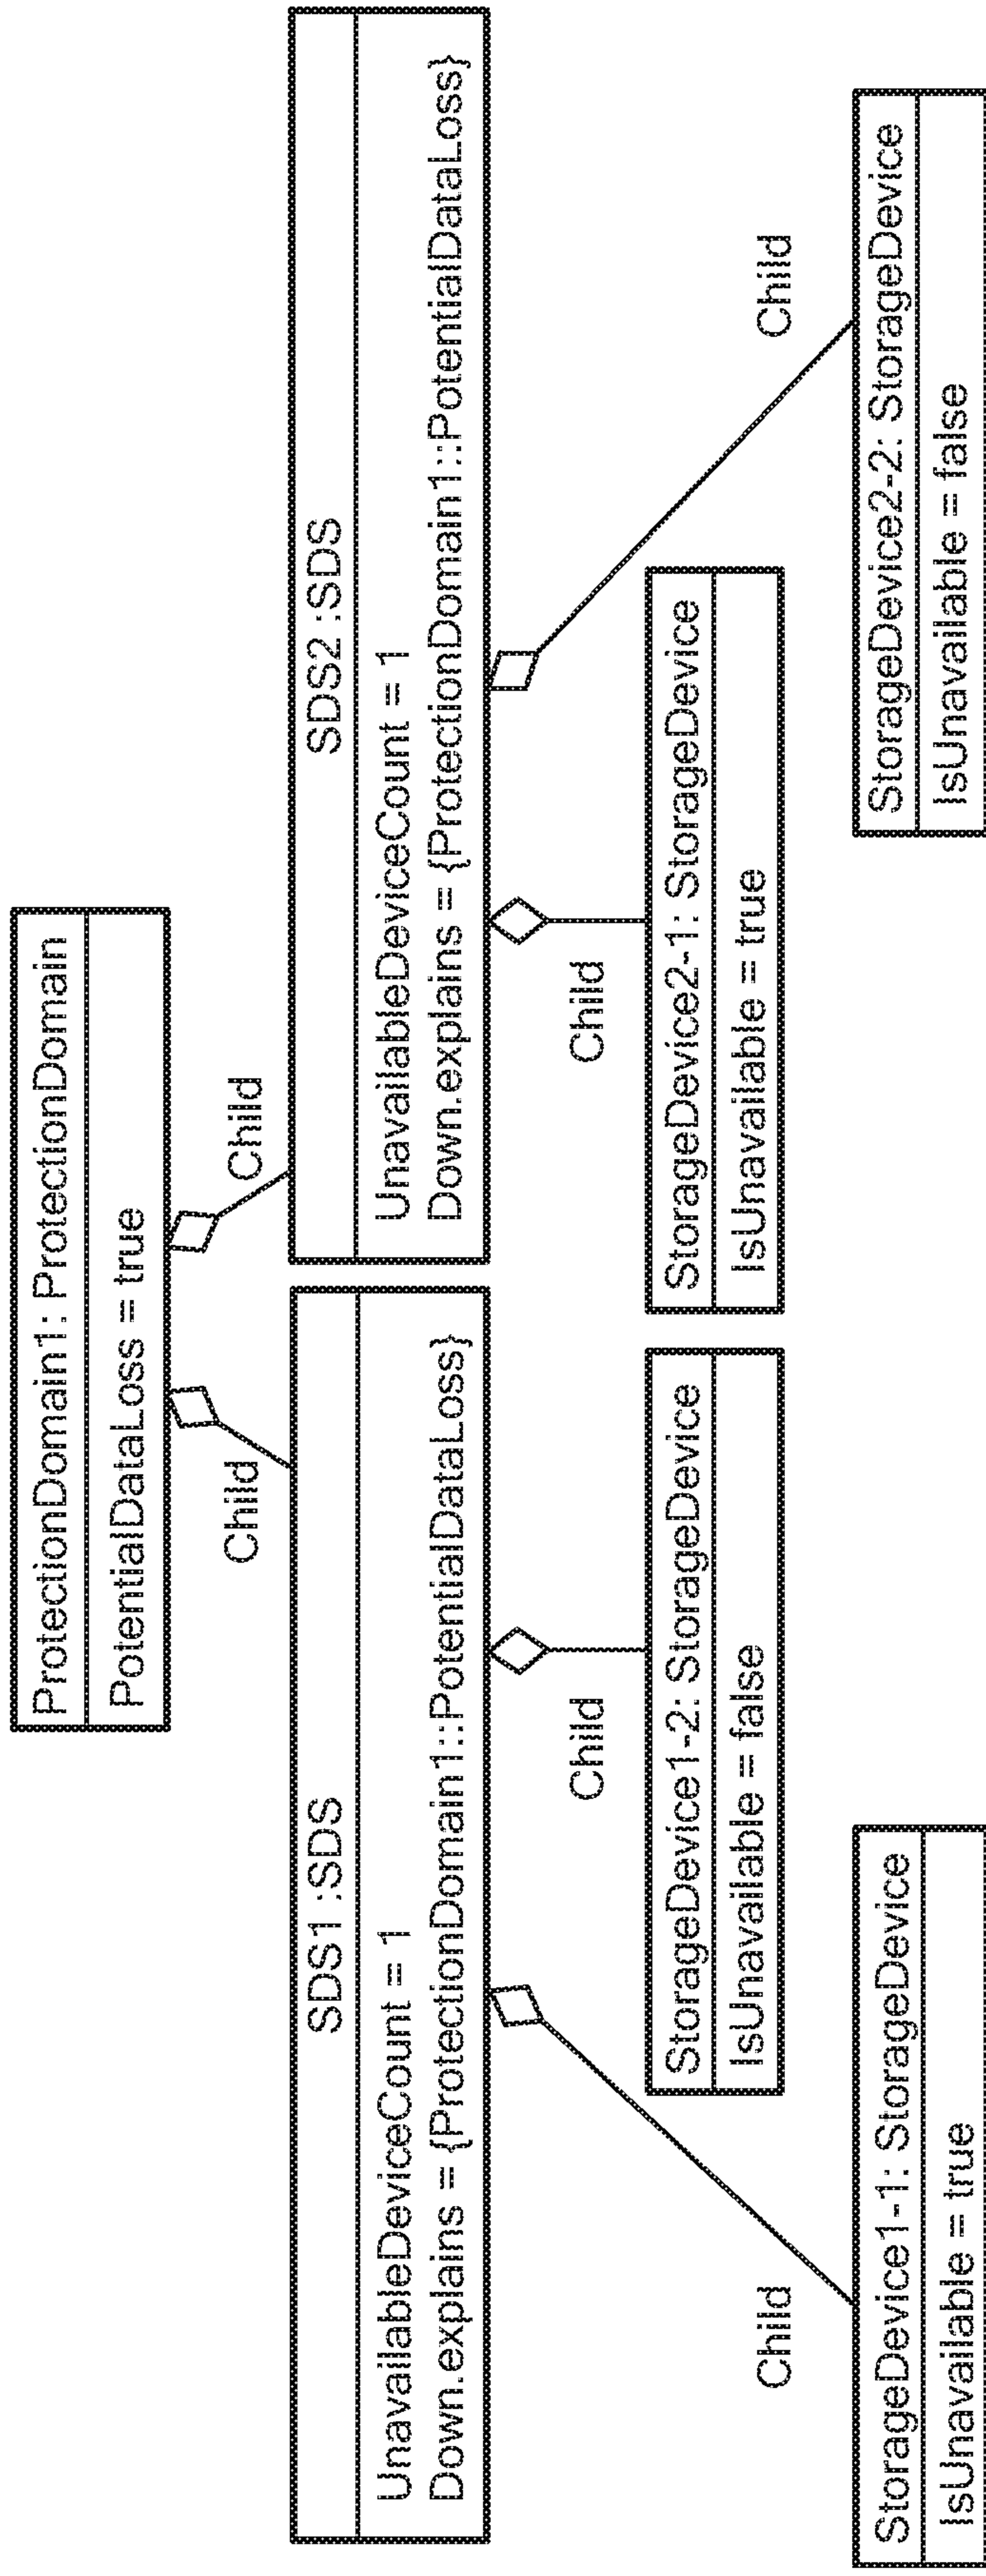 ProtectionDomain1: ProtectionDomain
PotentialDataLoss = true
Child
Child
SDS1 :SDS
UnavailableDeviceCount = 1
Down.explains = {ProtectionDomain1::PotentialDataLoss}
SDS2 :SDS
UnavailableDeviceCount = 1
Down.explains = {ProtectionDomain1::PotentialDataLoss}
Child
Child
Child
Child
StorageDevice1-2: StorageDevice
IsUnavailable = false
StorageDevice2-1: StorageDevice
IsUnavailable = true
StorageDevice1-1: StorageDevice
IsUnavailable = true
StorageDevice2-2: StorageDevice
IsUnavailable = false